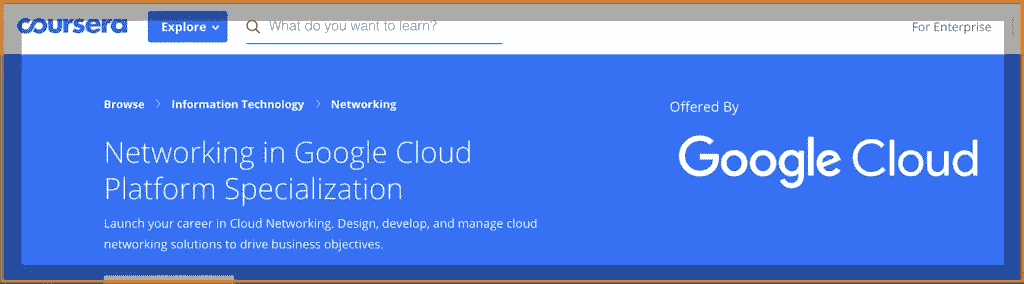 coursera Explore What do you want to learn? For Enterprise
Browse Information Technology Networking
Offered By
Google Cloud
Networking in Google Cloud
Platform Specialization
Launch your career in Cloud Networking. Design, develop, and manage cloud
networking solutions to drive business objectives.